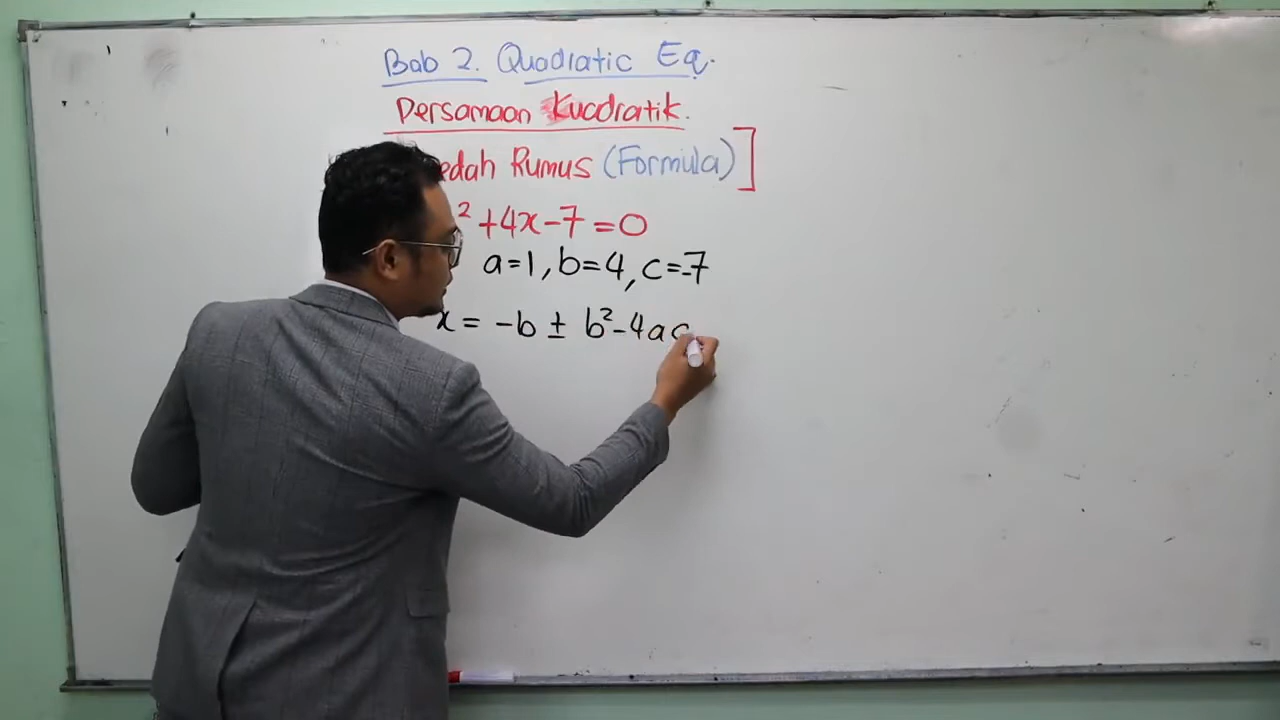 Bab 2. Quadratic Eq.
Persamaan Kuadratik.
edah Rumus (Formula)]
² +4x-7=0
a=1, b=4, c=-7
x = -b ± b²-4ac